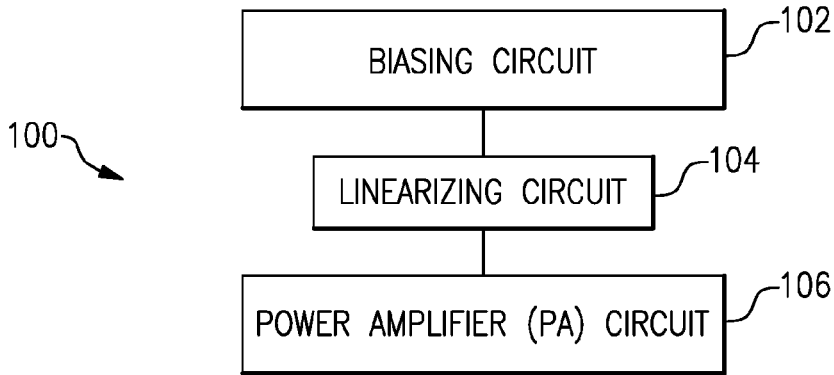 102
BIASING CIRCUIT
100
104
LINEARIZING CIRCUIT
106
POWER AMPLIFIER (PA) CIRCUIT